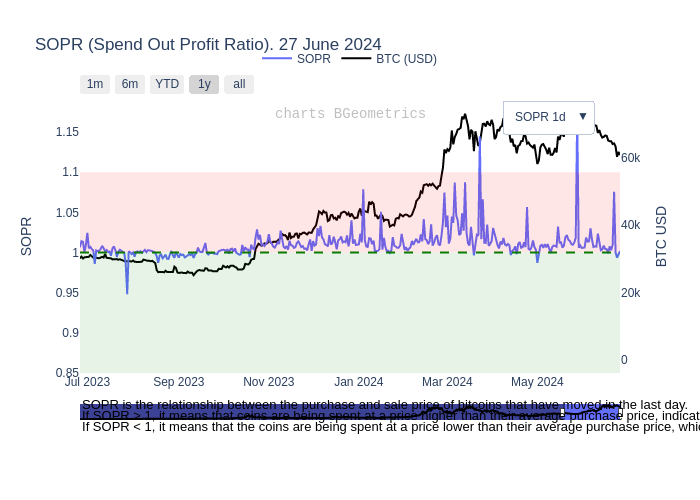 SOPR (Spend Out Profit Ratio). 27 June 2024
SOPR BTC (USD)
1m 6m YTD 1y all
charts BGeometrics
SOPR 1d ▼
1.15
1.1
1.05
1
0.95
0.9
0.85
SOPR
60k
40k
20k
0
BTC USD
Jul 2023 Sep 2023 Nov 2023 Jan 2024 Mar 2024 May 2024
SOPR is the relationship between the purchase and sale price of bitcoins that have moved in the last day.
If SOPR > 1, it means that coins are being spent at a price higher than their average purchase price, indicat
If SOPR < 1, it means that the coins are being spent at a price lower than their average purchase price, whic